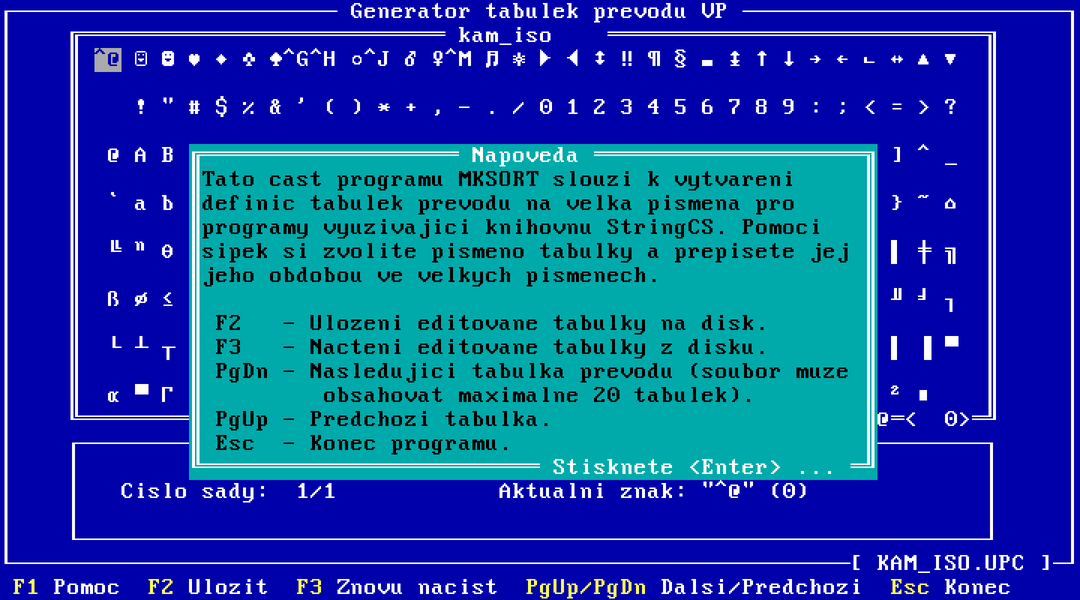 Generator tabulek prevodu UP
kam_iso
^@ ☺ ☻ ♥ ♦ ♣ ♠ ^G ^H ○ ^J ♂ ♀ ^M ♫ ☼ ► ◄ ↕ ‼ ¶ § ▬ ↨ ↑ ↓ → ← ∟ ↔ ▲ ▼
! " # $ % & ' ( ) * + , - . / 0 1 2 3 4 5 6 7 8 9 : ; < = > ?
@ A B ] ^ _
` a b } ~ ⌂
╙ ⁿ θ ▌ ╪ ╗
ß ø ≤ ╜ ╛ ┐
└ ┴ ┬ ▌ ▐ ▀
α ▀ Γ ² ■
@=< 0>
Napoveda
Tato cast programu MKSORT slouzi k vytvareni
definic tabulek prevodu na velka pismena pro
programy vyuzivajici knihovnu StringCS. Pomoci
sipek si zvolite pismeno tabulky a prepisete jej
jeho obdobou ve velkych pismenech.
F2 - Ulozeni editovane tabulky na disk.
F3 - Nacteni editovane tabulky z disku.
PgDn - Nasledujici tabulka prevodu (soubor muze
obsahovat maximalne 20 tabulek).
PgUp - Predchozi tabulka.
Esc - Konec programu.
Stisknete <Enter> ...
Cislo sady: 1/1 Aktualni znak: "^@" (0)
[ KAM_ISO.UPC ]
F1 Pomoc F2 Ulozit F3 Znovu nacist PgUp/PgDn Dalsi/Predchozi Esc Konec